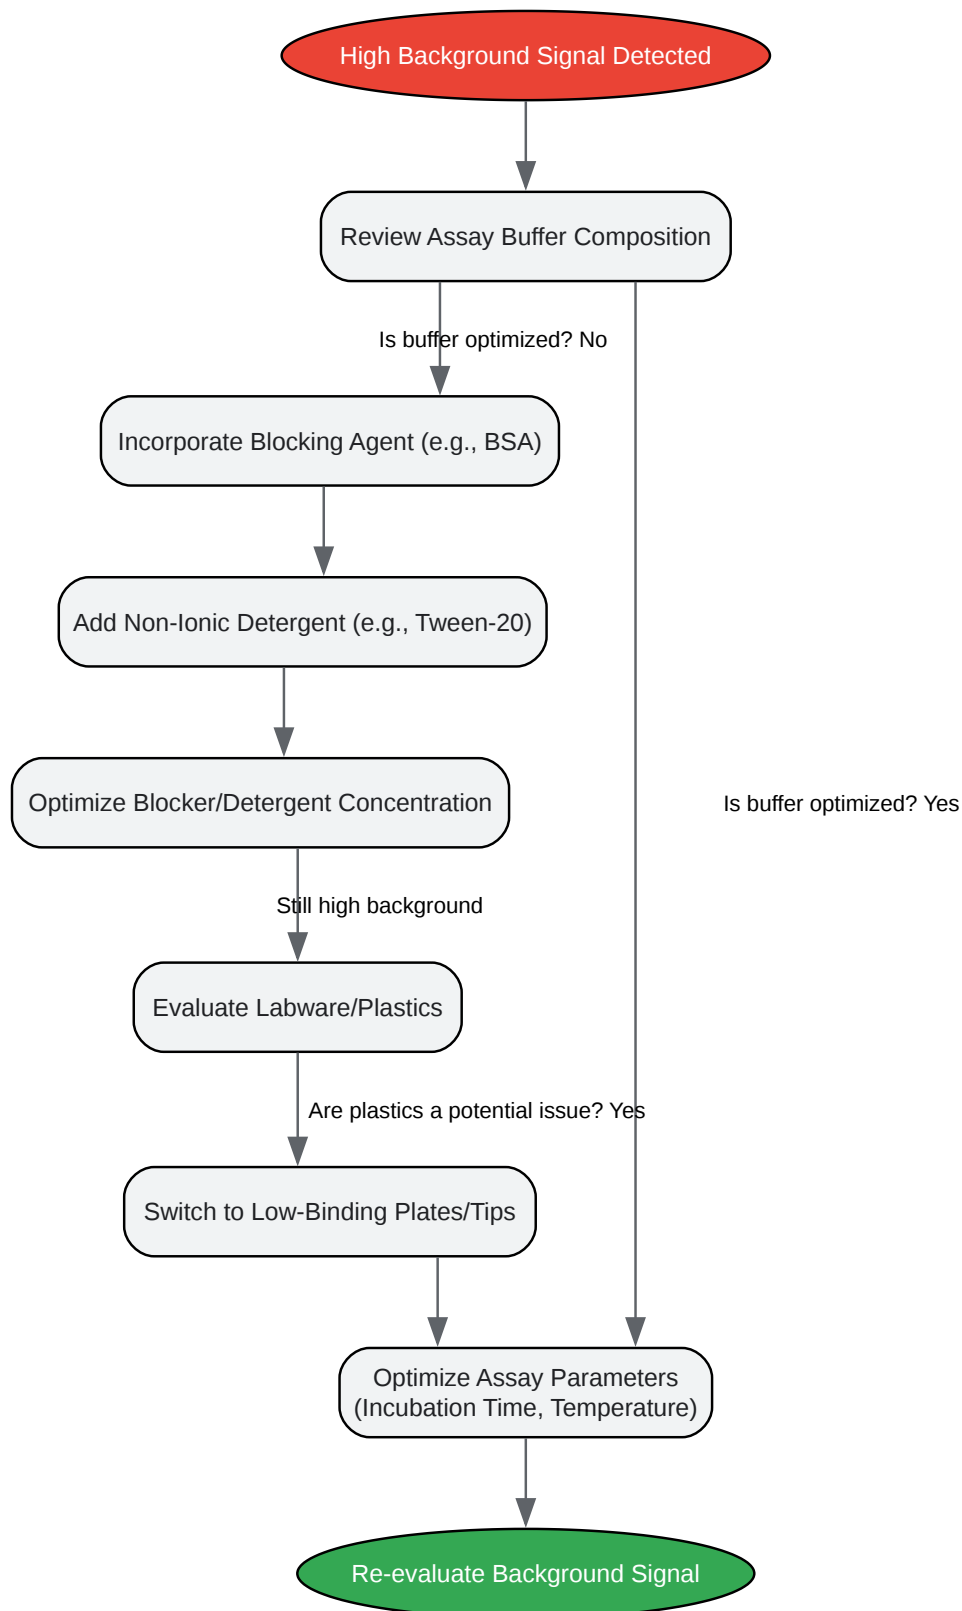 High Background Signal Detected
Review Assay Buffer Composition
Is buffer optimized? No
Incorporate Blocking Agent (e.g., BSA)
Add Non-Ionic Detergent (e.g., Tween-20)
Optimize Blocker/Detergent Concentration
Is buffer optimized? Yes
Still high background
Evaluate Labware/Plastics
Are plastics a potential issue? Yes
Switch to Low-Binding Plates/Tips
Optimize Assay Parameters
(Incubation Time, Temperature)
Re-evaluate Background Signal